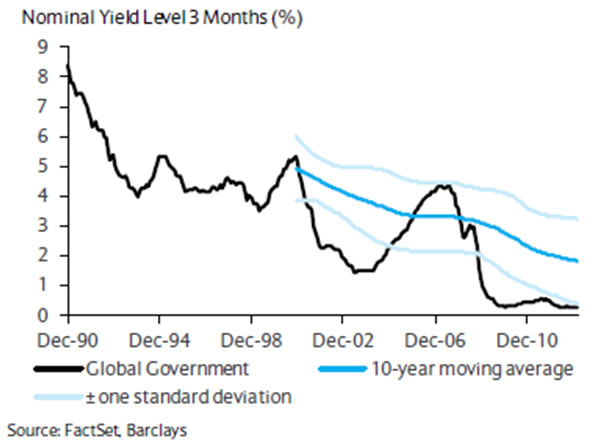 Nominal Yield Level 3 Months (%)
9
8
7
6
5
4
3
2
1
0
Dec-90 Dec-94 Dec-98 Dec-02 Dec-06 Dec-10
Global Government 10-year moving average
± one standard deviation
Source: FactSet, Barclays